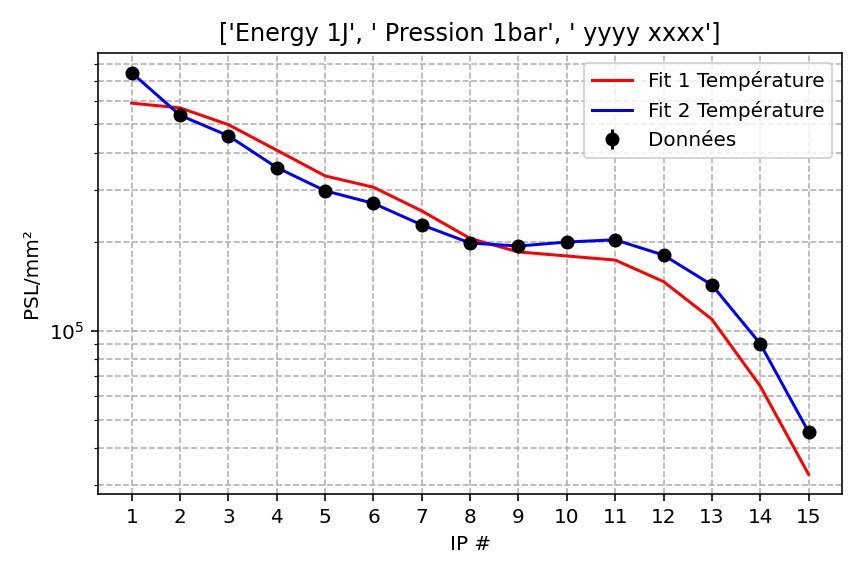 ['Energy 1J', ' Pression 1bar', ' yyyy xxxx']
Fit 1 Température
Fit 2 Température
Données
PSL/mm²
10⁵
1 2 3 4 5 6 7 8 9 10 11 12 13 14 15
IP #